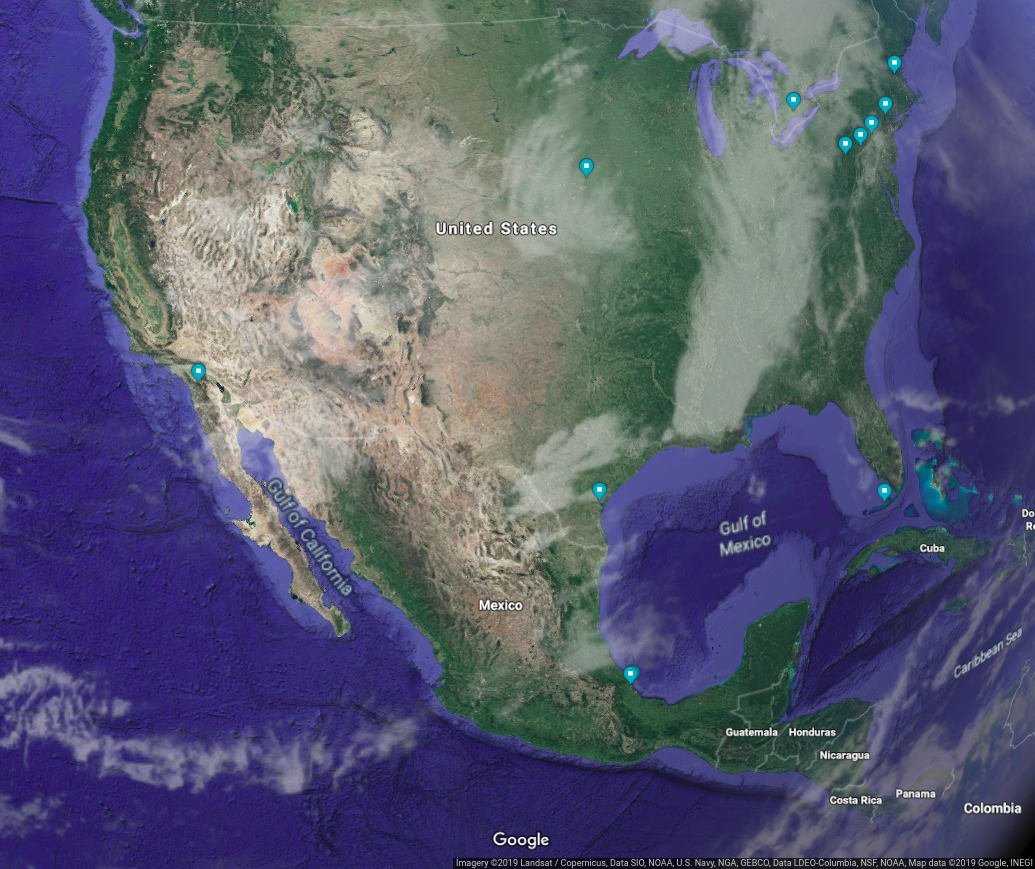 United States
Gulf of
Mexico
Gulf of California
Do
Re
Cuba
Mexico
Caribbean Sea
Guatemala
Honduras
Nicaragua
Costa Rica
Panama
Colombia
Google
Imagery ©2019 Landsat / Copernicus, Data SIO, NOAA, U.S. Navy, NGA, GEBCO, Data LDEO-Columbia, NSF, NOAA, Map data ©2019 Google, INEGI